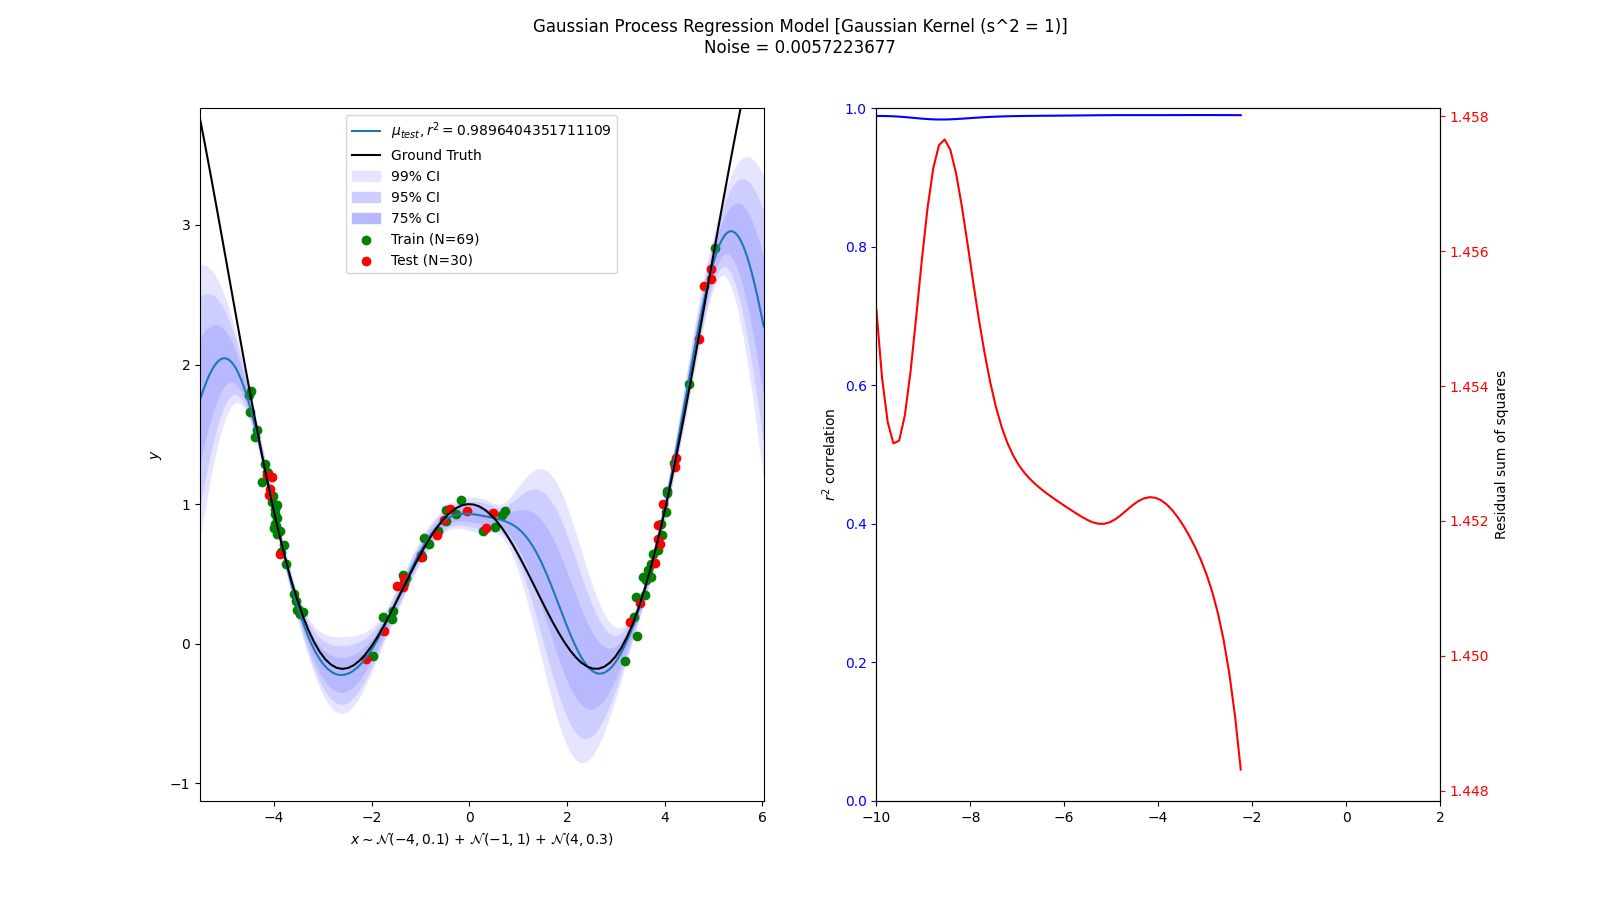 Gaussian Process Regression Model [Gaussian Kernel (s^2 = 1)]
Noise = 0.0057223677
μ_test, r² = 0.9896404351711109
Ground Truth
99% CI
95% CI
75% CI
Train (N=69)
Test (N=30)
3
2
1
0
−1
y
−4 −2 0 2 4 6
x ∼ 𝒩(−4, 0.1) + 𝒩(−1, 1) + 𝒩(4, 0.3)
1.0
0.8
0.6
0.4
0.2
0.0
r² correlation
−10 −8 −6 −4 −2 0 2
1.458
1.456
1.454
1.452
1.450
1.448
Residual sum of squares